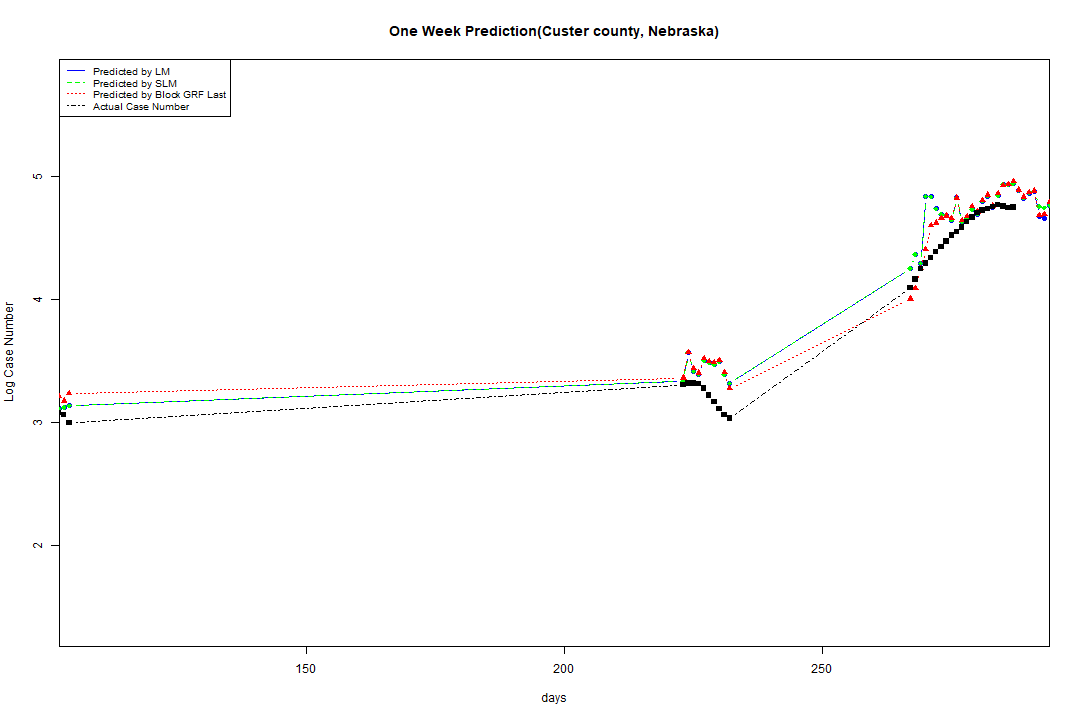 One Week Prediction(Custer county, Nebraska)
Predicted by LM
Predicted by SLM
Predicted by Block GRF Last
Actual Case Number
5
4
3
2
Log Case Number
150 200 250
days